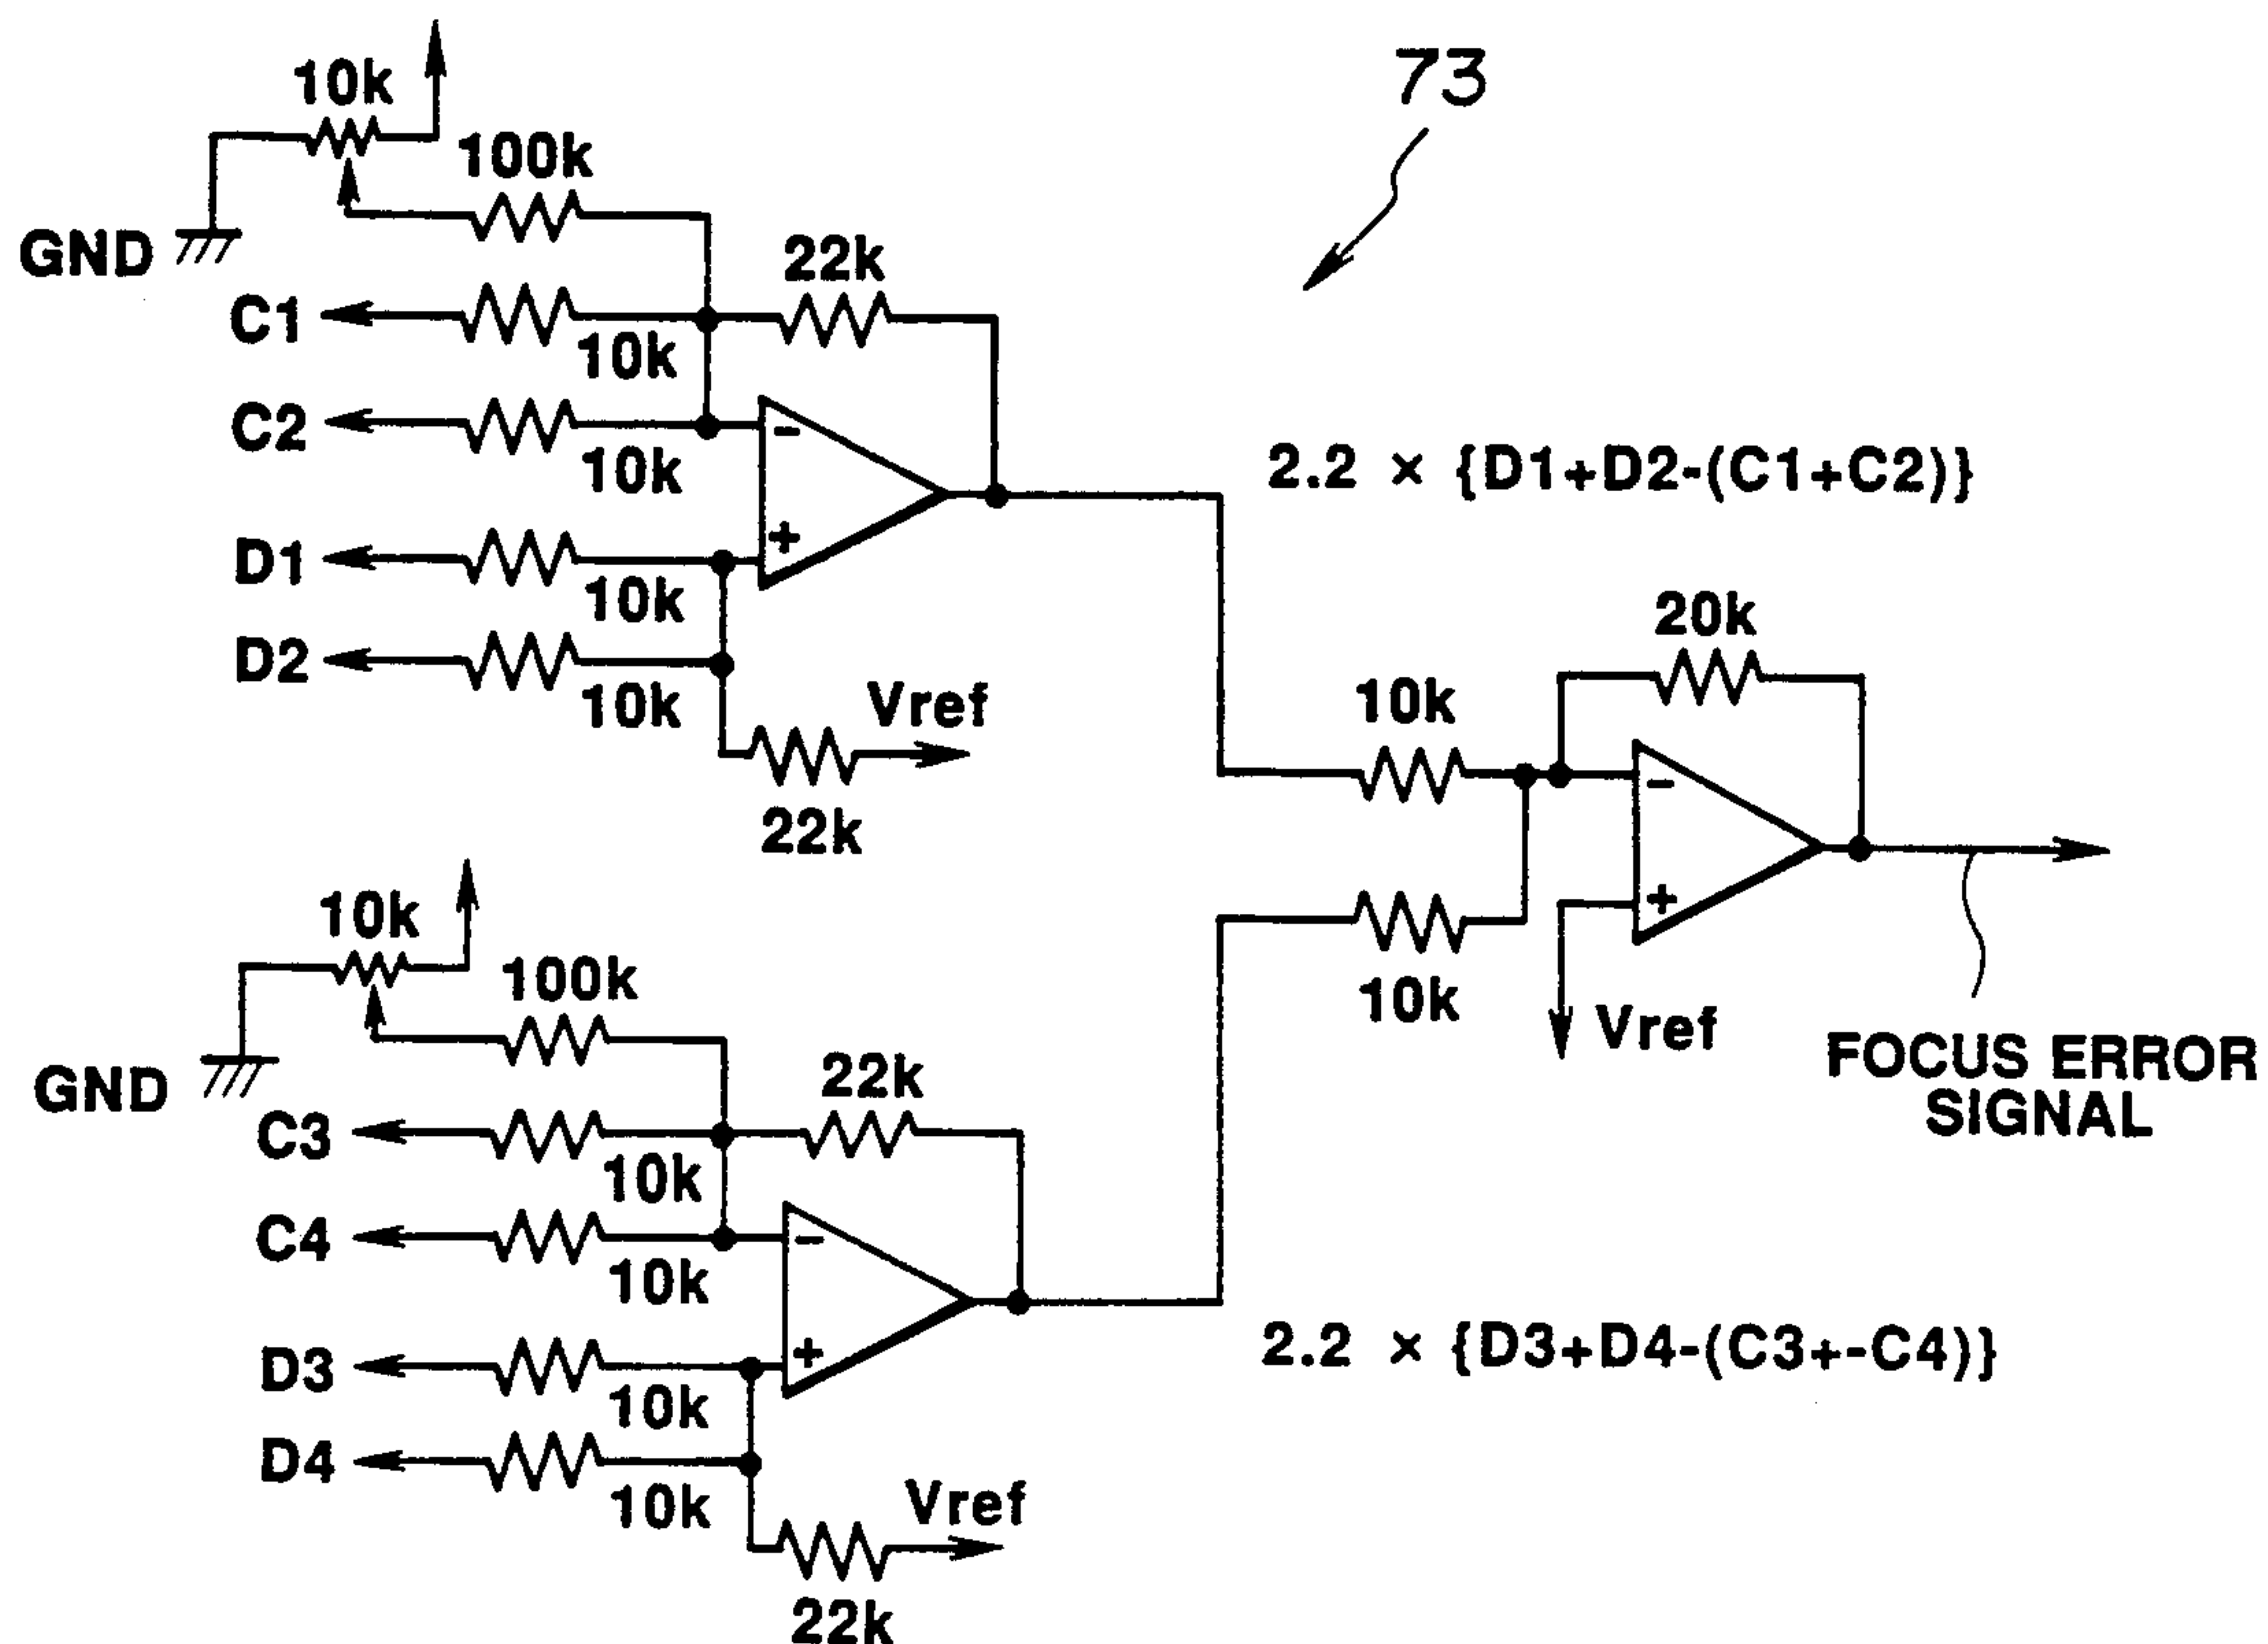 73
10k
100k
GND
22k
C1
10k
C2
10k
2.2 × {D1+D2-(C1+C2)}
D1
10k
D2
10k
Vref
22k
20k
10k
10k
Vref
FOCUS ERROR
SIGNAL
10k
100k
GND
22k
C3
10k
C4
10k
2.2 × {D3+D4-(C3+-C4)}
D3
10k
D4
10k
Vref
22k